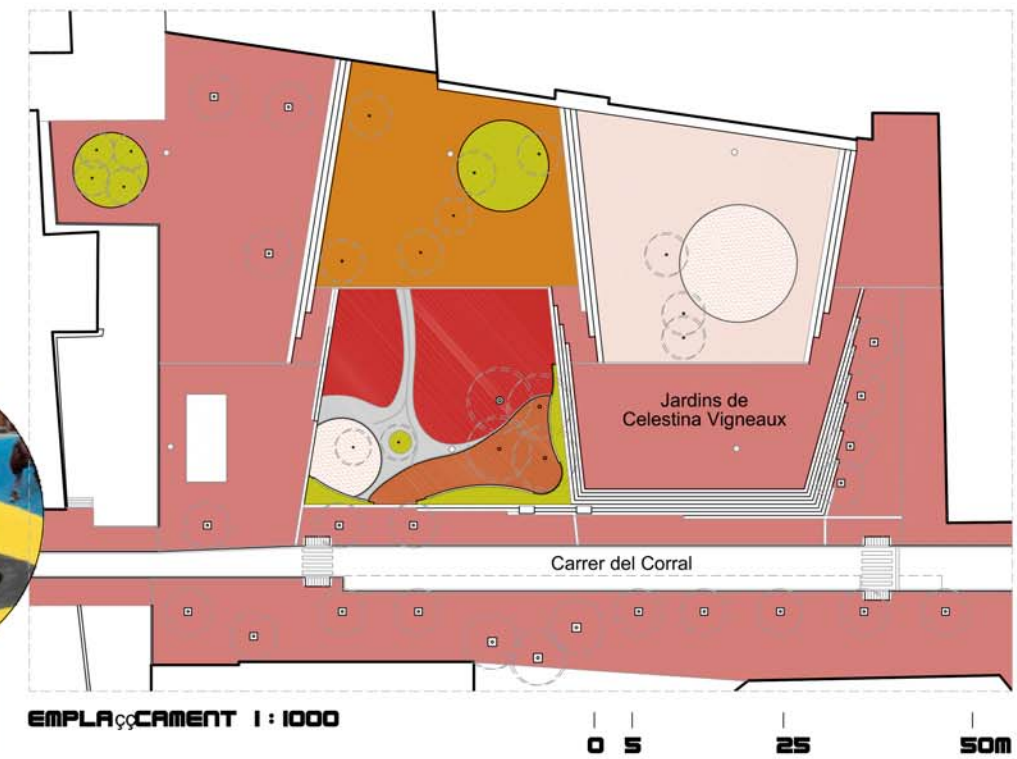 Jardins de
Celestina Vigneaux
Carrer del Corral
EMPLAççCAMENT 1:1000
0 5 25 50M